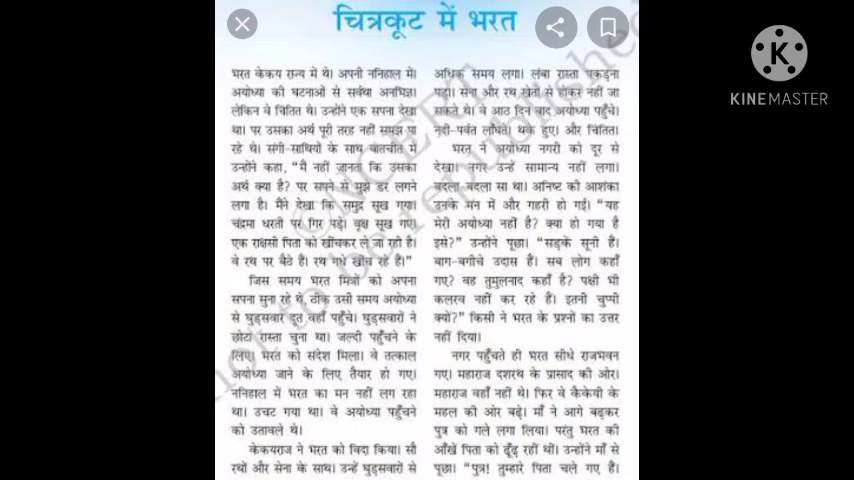 चित्रकूट में भरत
भरत केकय राज्य में थे। अपनी ननिहाल में।
अयोध्या की घटनाओं से सर्वथा अनभिज्ञ।
लेकिन वे चिंतित थे। उन्होंने एक सपना देखा
था। पर उसका अर्थ पूरी तरह नहीं समझ पा
रहे थे। संगी-साथियों के साथ बातचीत में
उन्होंने कहा, "मैं नहीं जानता कि उसका
अर्थ क्या है? पर सपने से मुझे डर लगने
लगा है। मैंने देखा कि समुद्र सूख गया।
चंद्रमा धरती पर गिर पड़े। वृक्ष सूख गए।
एक राक्षसी पिता को खींचकर ले जा रही है।
वे रथ पर बैठे हैं। रथ गधे खींच रहे हैं।"
जिस समय भरत मित्रों को अपना
सपना सुना रहे थे, ठीक उसी समय अयोध्या
से घुड़सवार दूत वहाँ पहुँचे। घुड़सवारों ने
छोटा रास्ता चुना था। जल्दी पहुँचने के
लिए। भरत को संदेश मिला। वे तत्काल
अयोध्या जाने के लिए तैयार हो गए।
ननिहाल में भरत का मन नहीं लग रहा
था। उचट गया था। वे अयोध्या पहुँचने
को उतावले थे।
केकयराज ने भरत को विदा किया। सौ
रथों और सेना के साथ। उन्हें घुड़सवारों से
अधिक समय लगा। लंबा रास्ता पकड़ना
पड़ा। सेना और रथ खेतों से होकर नहीं जा
सकते थे। वे आठ दिन बाद अयोध्या पहुँचे।
नदी-पर्वत लाँघते। थके हुए। और चिंतित।
भरत ने अयोध्या नगरी को दूर से
देखा। नगर उन्हें सामान्य नहीं लगा।
बदला-बदला सा था। अनिष्ट की आशंका
उनके मन में और गहरी हो गई। "यह
मेरी अयोध्या नहीं है? क्या हो गया है
इसे?" उन्होंने पूछा। "सड़कें सूनी हैं।
बाग-बगीचे उदास हैं। सब लोग कहाँ
गए? वह तुमुलनाद कहाँ है? पक्षी भी
कलरव नहीं कर रहे हैं। इतनी चुप्पी
क्यों?" किसी ने भरत के प्रश्नों का उत्तर
नहीं दिया।
नगर पहुँचते ही भरत सीधे राजभवन
गए। महाराज दशरथ के प्रासाद की ओर।
महाराज वहाँ नहीं थे। फिर वे कैकेयी के
महल की ओर बढ़े। माँ ने आगे बढ़कर
पुत्र को गले लगा लिया। परंतु भरत की
आँखें पिता को ढूँढ़ रहीं थीं। उन्होंने माँ से
पूछा। "पुत्र! तुम्हारे पिता चले गए हैं।
©NCERT
not to be republished
KINEMASTER